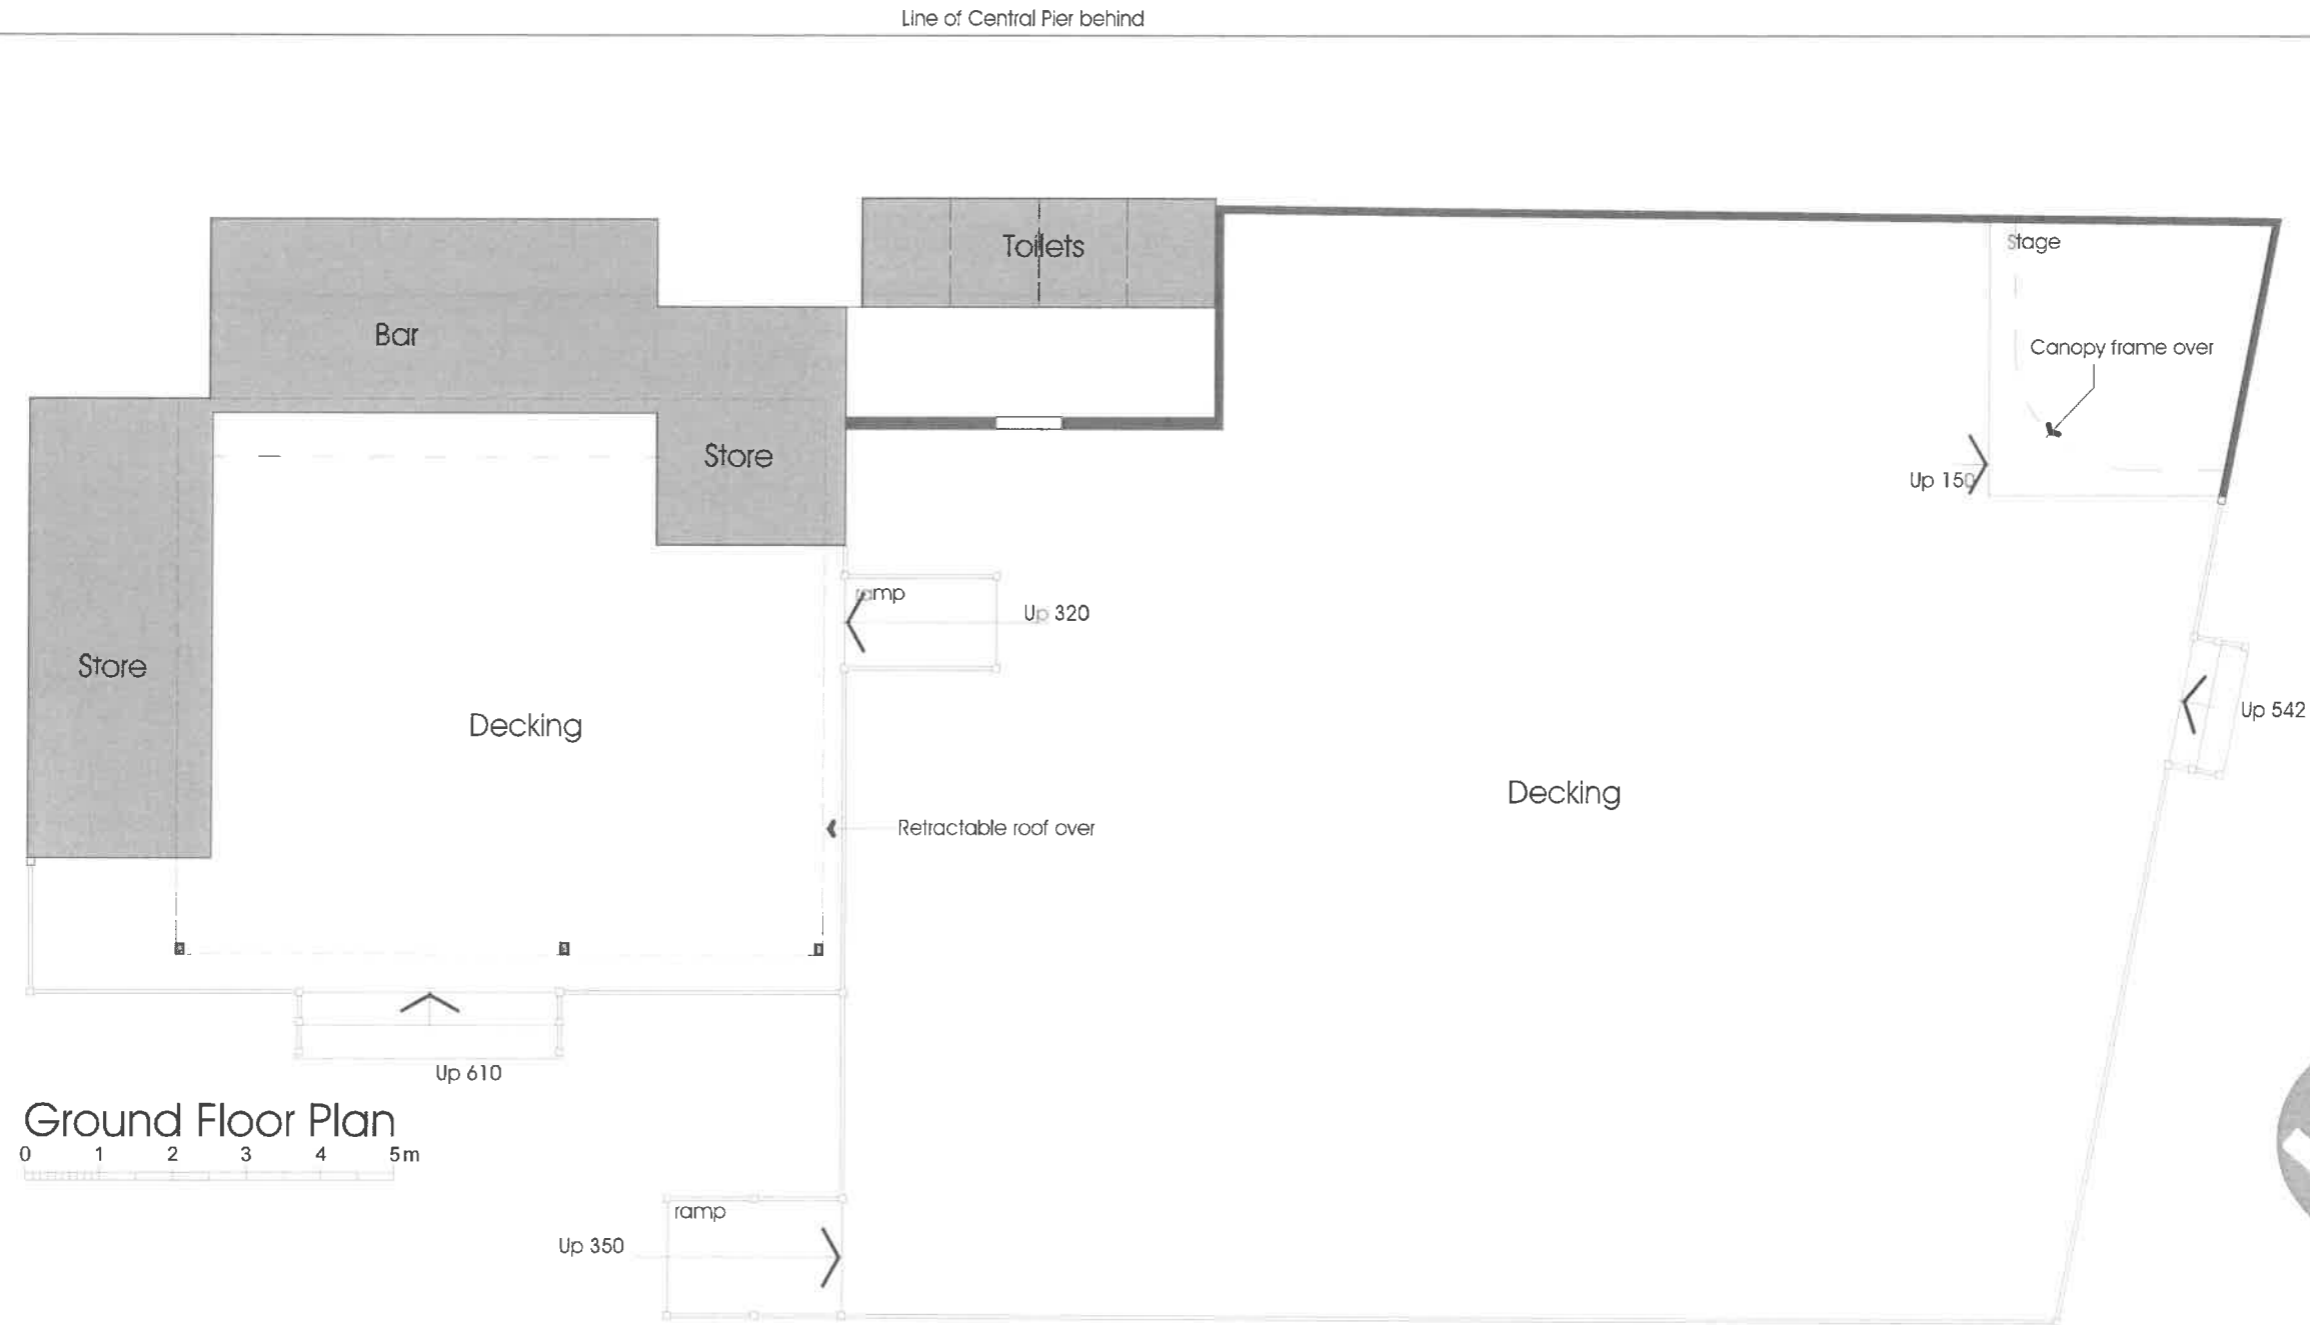 Line of Central Pier behind
Toilets
Stage
Bar
Canopy frame over
Store
Up 150
ramp
Up 320
Store
Decking
Up 542
Decking
Retractable roof over
Up 610
Ground Floor Plan
0 1 2 3 4 5m
ramp
Up 350